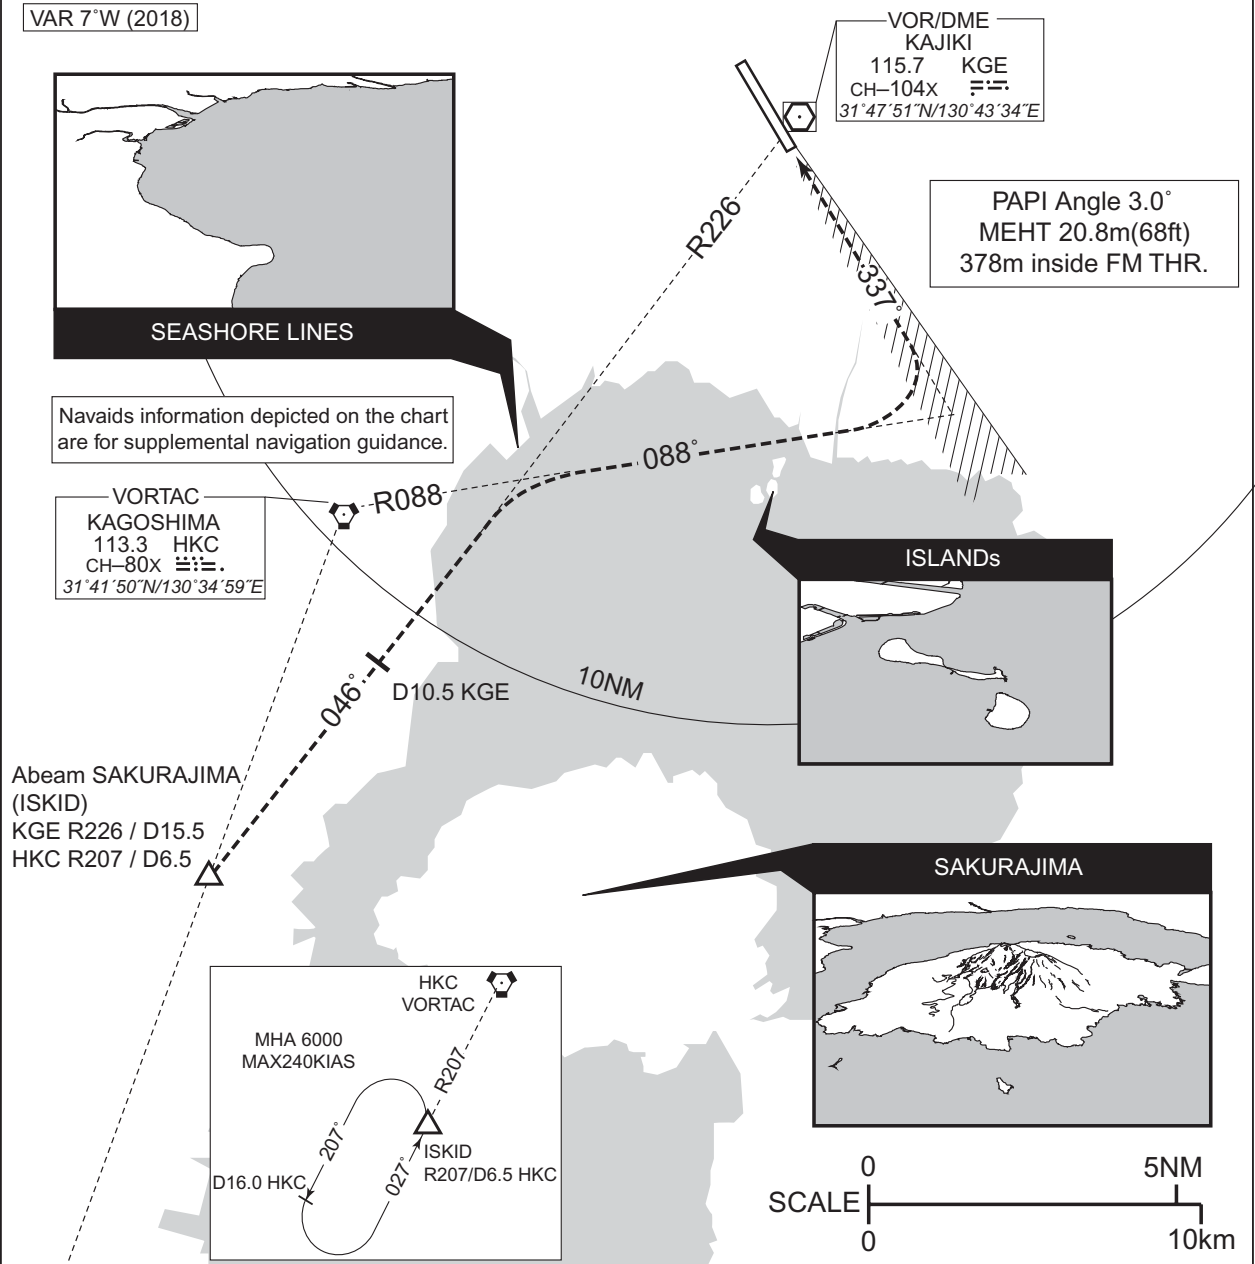 VAR 7˚W (2018)
VOR/DME
KAJIKI
115.7 KGE
CH–104X
31˚47´51˝N/130˚43´34˝E
PAPI Angle 3.0˚
MEHT 20.8m(68ft)
378m inside FM THR.
R226
337˚
SEASHORE LINES
Navaids information depicted on the chart
are for supplemental navigation guidance.
088˚
R088
VORTAC
KAGOSHIMA
113.3 HKC
CH–80X
31˚41´50˝N/130˚34´59˝E
ISLANDs
10NM
D10.5 KGE
046˚
Abeam SAKURAJIMA
(ISKID)
KGE R226 / D15.5
HKC R207 / D6.5
SAKURAJIMA
HKC
VORTAC
MHA 6000
MAX240KIAS
R207
207˚
027˚
ISKID
R207/D6.5 HKC
D16.0 HKC
0 5NM
SCALE
0 10km